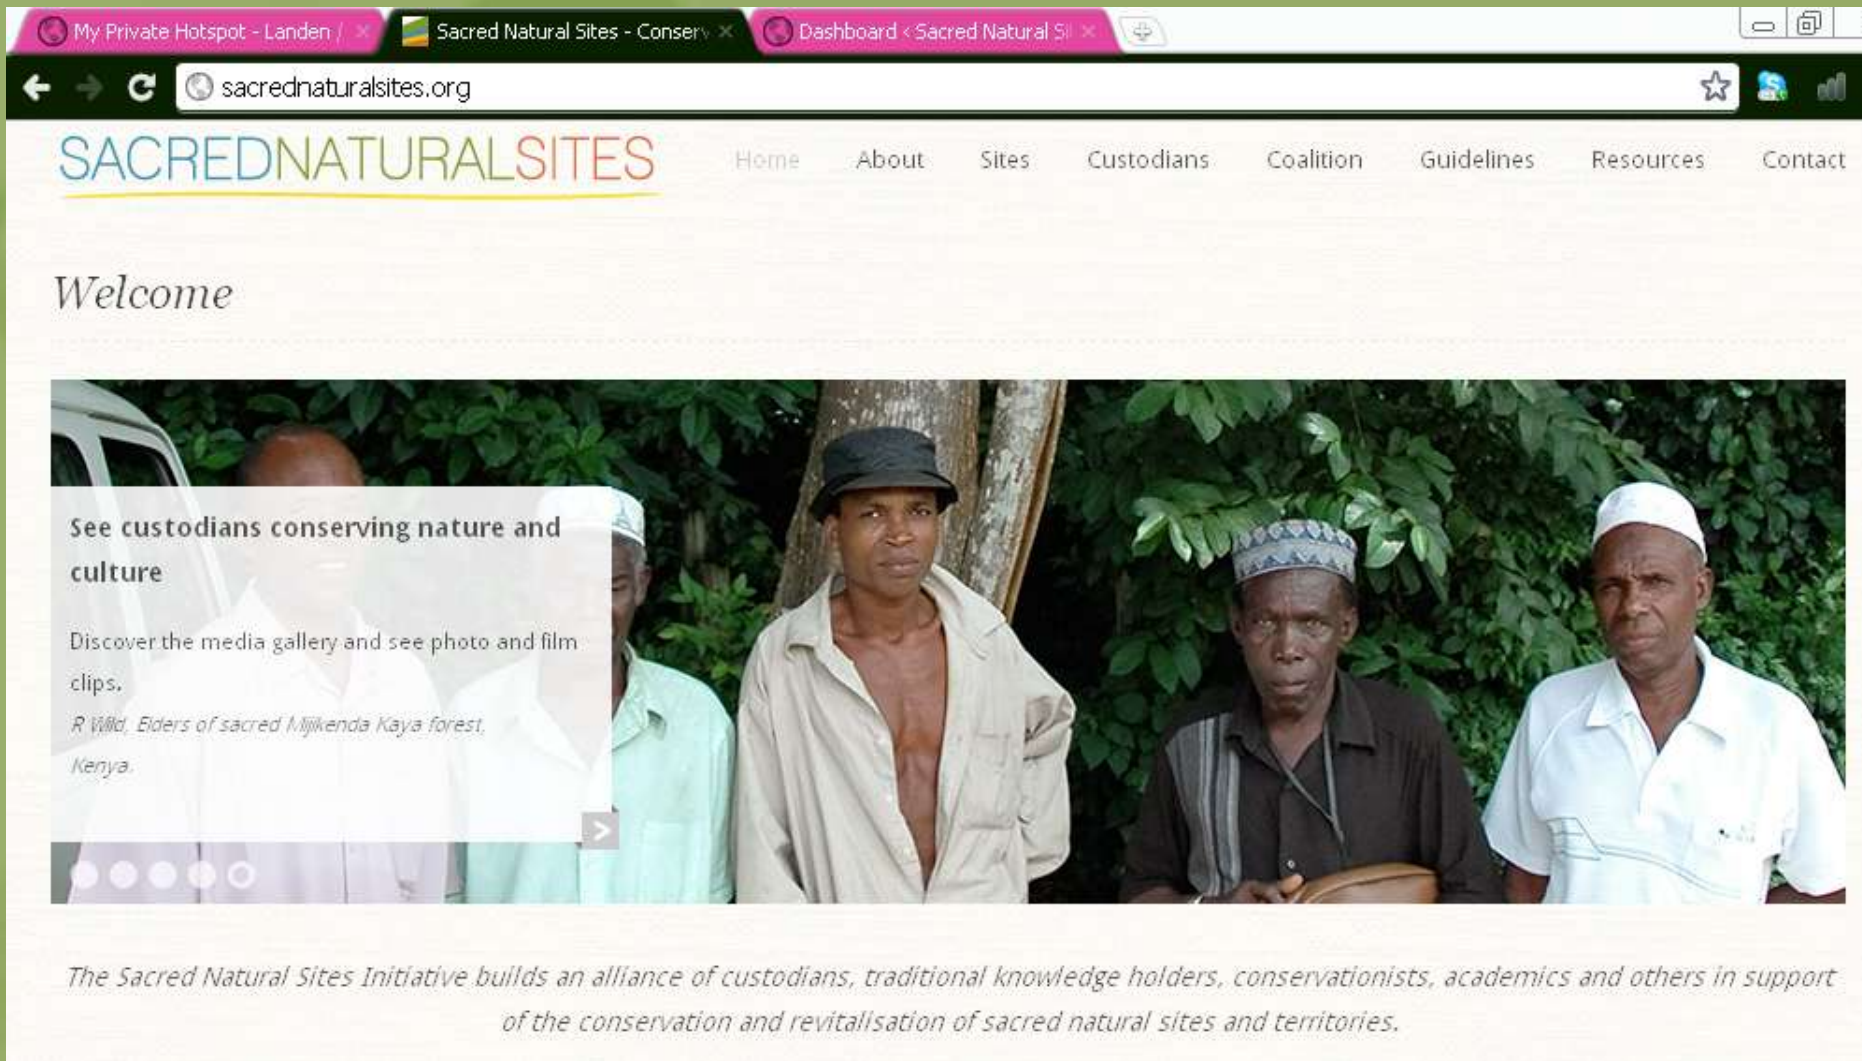 My Private Hotspot - Landen /
Sacred Natural Sites - Conserv
Dashboard < Sacred Natural Si
sacrednaturalsites.org
SACREDNATURALSITES
Home About Sites Custodians Coalition Guidelines Resources Contact
Welcome
See custodians conserving nature and
culture
Discover the media gallery and see photo and film
clips.
R Wild, Elders of sacred Mijikenda Kaya forest,
Kenya.
>
The Sacred Natural Sites Initiative builds an alliance of custodians, traditional knowledge holders, conservationists, academics and others in support
of the conservation and revitalisation of sacred natural sites and territories.